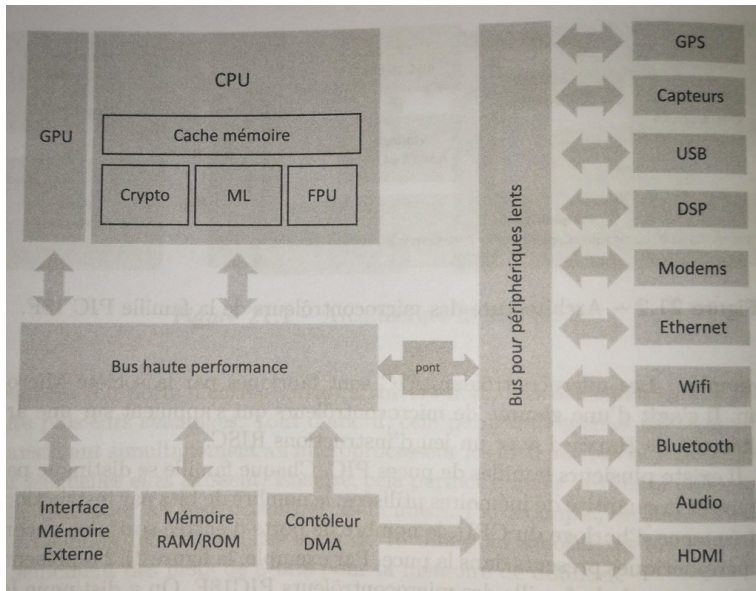 GPU
CPU
Cache mémoire
Crypto
ML
FPU
Bus haute performance
pont
Interface
Mémoire
Externe
Mémoire
RAM/ROM
Contôleur
DMA
Bus pour périphériques lents
GPS
Capteurs
USB
DSP
Modems
Ethernet
Wifi
Bluetooth
Audio
HDMI